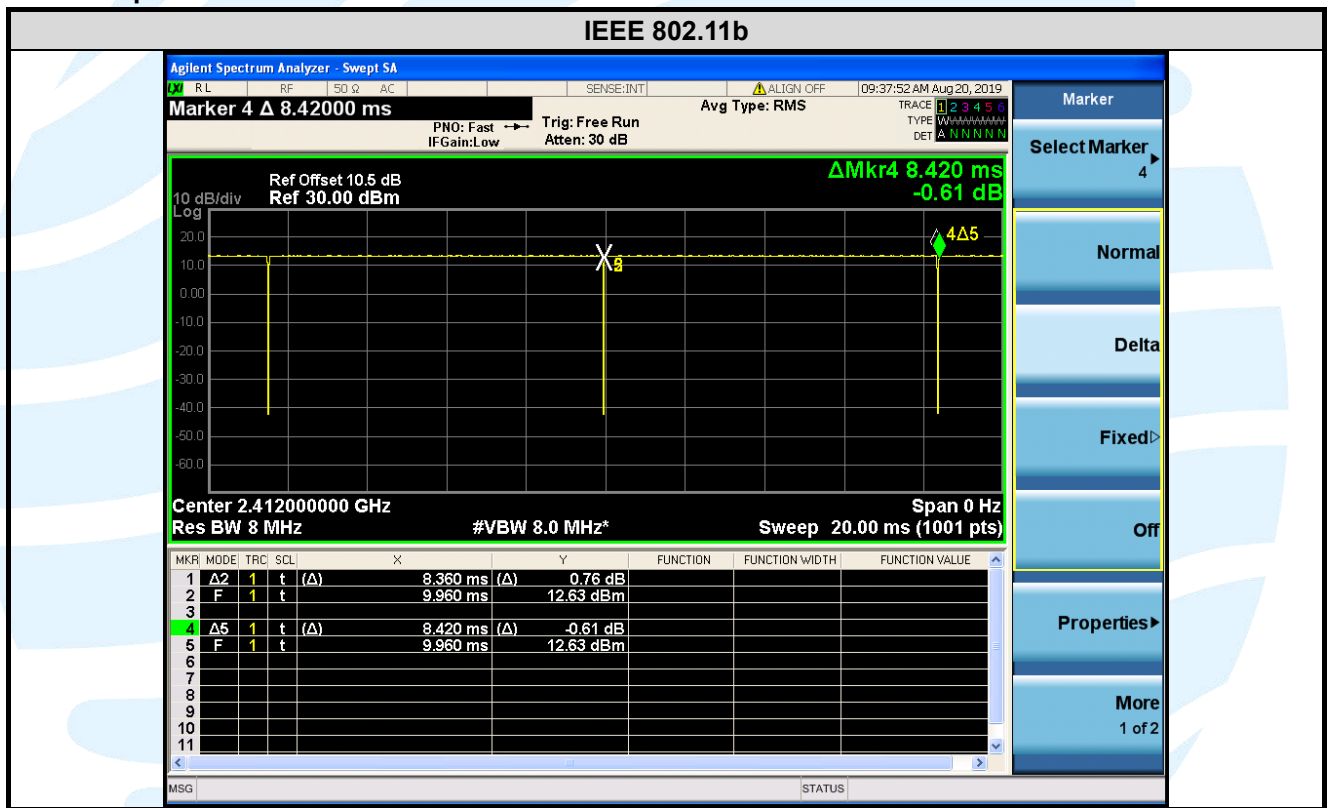 IEEE 802.11b
Agilent Spectrum Analyzer - Swept SA
LXI RL RF 50 Ω AC SENSE:INT ALIGN OFF 09:37:52 AM Aug 20, 2019
Marker 4 Δ 8.42000 ms
PNO: Fast
IFGain:Low
Trig: Free Run
Atten: 30 dB
Avg Type: RMS
TRACE 1 2 3 4 5 6
TYPE WWWWWW
DET A N N N N N
ΔMkr4 8.420 ms
-0.61 dB
Ref Offset 10.5 dB
10 dB/div Ref 30.00 dBm
Log
20.0
10.0
0.00
-10.0
-20.0
-30.0
-40.0
-50.0
-60.0
4Δ5
Center 2.412000000 GHz Span 0 Hz
Res BW 8 MHz #VBW 8.0 MHz* Sweep 20.00 ms (1001 pts)
MKR MODE TRC SCL X Y FUNCTION FUNCTION WIDTH FUNCTION VALUE
1 Δ2 1 t (Δ) 8.360 ms (Δ) 0.76 dB
2 F 1 t 9.960 ms 12.63 dBm
3
4 Δ5 1 t (Δ) 8.420 ms (Δ) -0.61 dB
5 F 1 t 9.960 ms 12.63 dBm
6
7
8
9
10
11
MSG STATUS
Marker
Select Marker
4
Normal
Delta
Fixed
Off
Properties
More
1 of 2